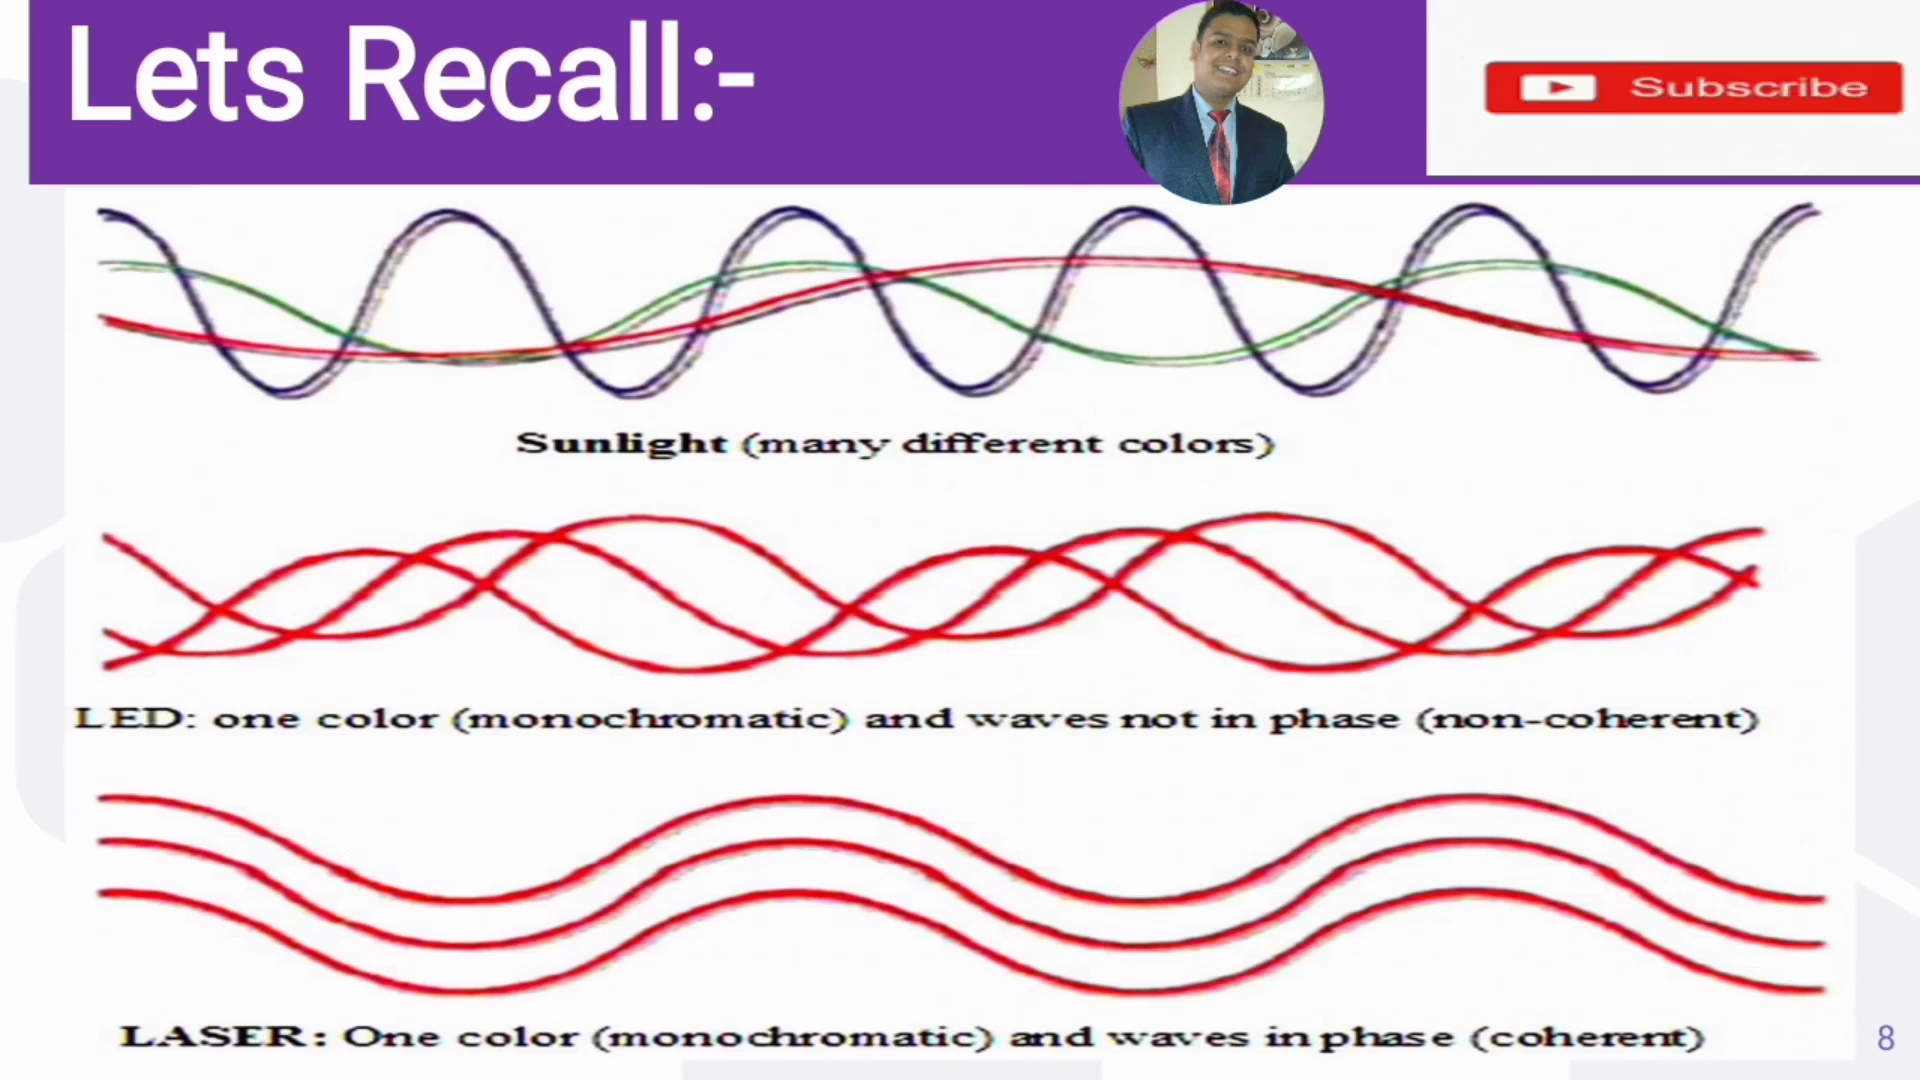 Lets Recall:-
Subscribe
Sunlight (many different colors)
LED: one color (monochromatic) and waves not in phase (non-coherent)
LASER: One color (monochromatic) and waves in phase (coherent)
8